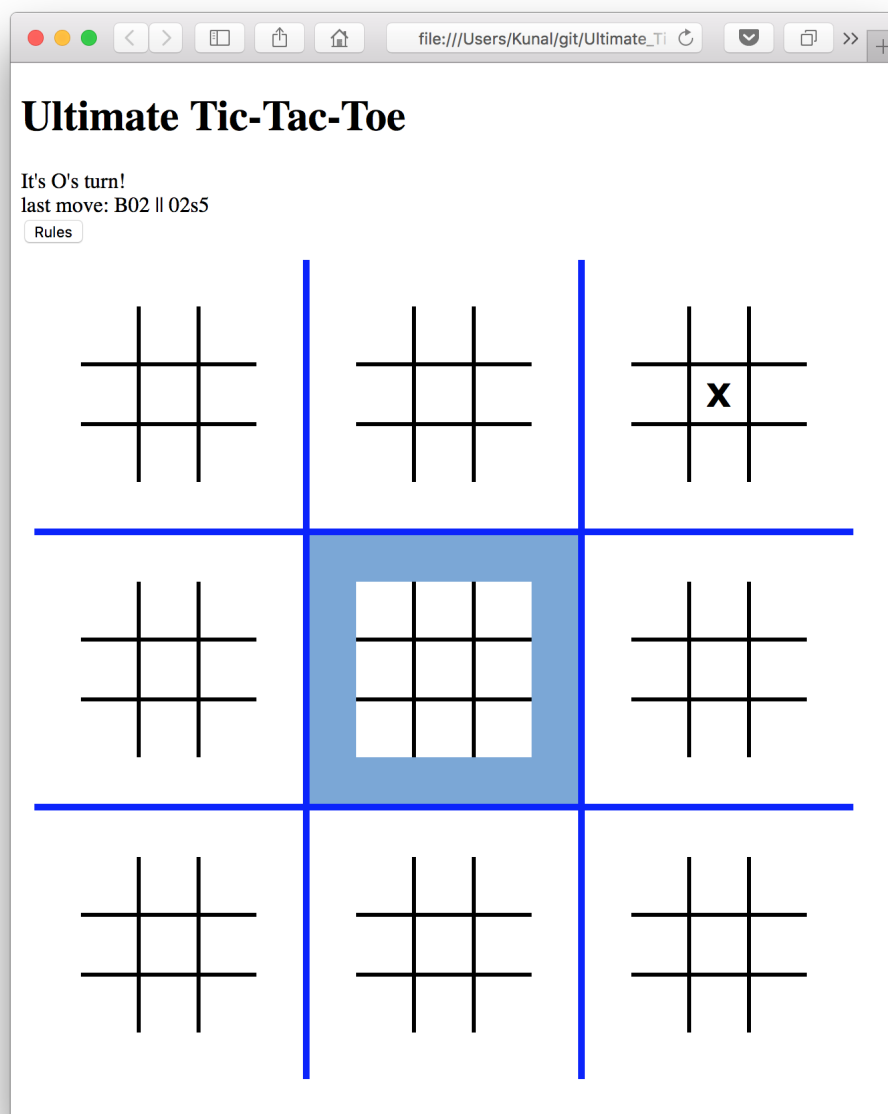 file:///Users/Kunal/git/Ultimate_Ti
Ultimate Tic-Tac-Toe
It's O's turn!
last move: B02 || 02s5
Rules
X